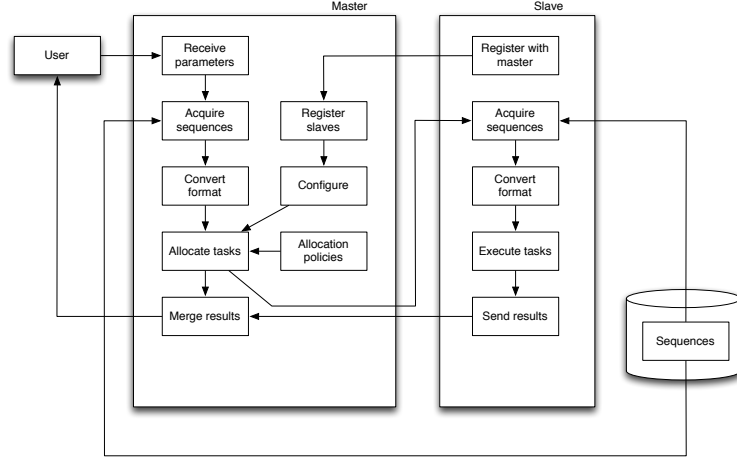 Master
Slave
User
Receive
parameters
Register with
master
Acquire
sequences
Register
slaves
Acquire
sequences
Convert
format
Configure
Convert
format
Allocate tasks
Allocation
policies
Execute tasks
Merge results
Send results
Sequences